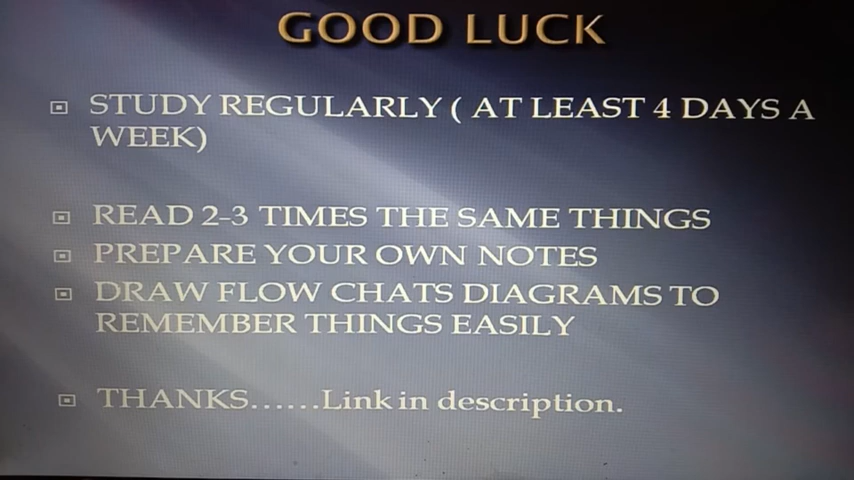 GOOD LUCK
STUDY REGULARLY ( AT LEAST 4 DAYS A
WEEK)
READ 2-3 TIMES THE SAME THINGS
PREPARE YOUR OWN NOTES
DRAW FLOW CHATS DIAGRAMS TO
REMEMBER THINGS EASILY
THANKS......Link in description.